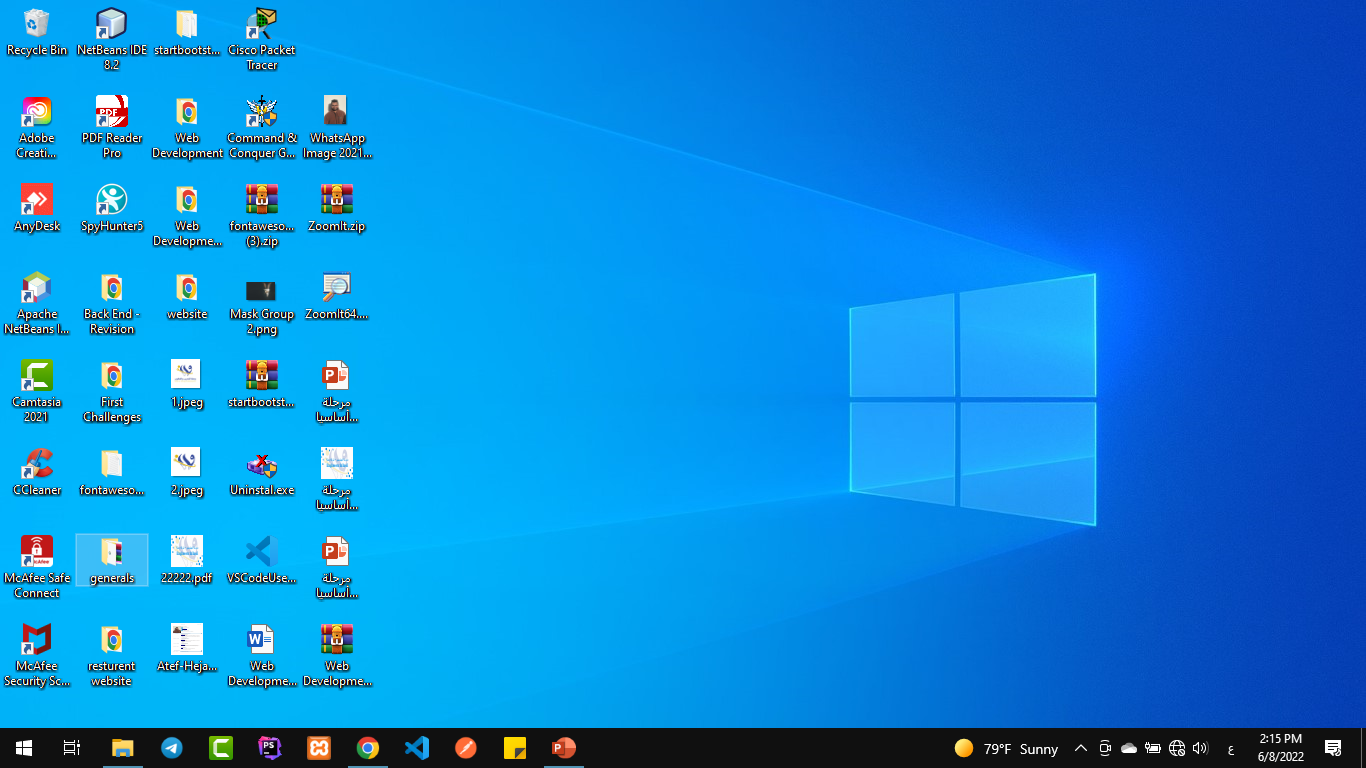 Recycle Bin
NetBeans IDE
8.2
startbootst...
Cisco Packet
Tracer
Adobe
Creati...
PDF Reader
Pro
Web
Development
Command &
Conquer G...
WhatsApp
Image 2021...
AnyDesk
SpyHunter5
Web
Developme...
fontaweso...
(3).zip
ZoomIt.zip
Apache
NetBeans I...
Back End -
Revision
website
Mask Group
2.png
ZoomIt64....
Camtasia
2021
First
Challenges
1.jpeg
startbootst...
مرحلة
أساسيا...
CCleaner
fontaweso...
2.jpeg
Uninstal.exe
مرحلة
أساسيا...
McAfee Safe
Connect
generals
22222.pdf
VSCodeUse...
مرحلة
أساسيا...
McAfee
Security Sc...
resturent
website
Atef-Heja...
Web
Developme...
Web
Developme...
79°F Sunny
ع
2:15 PM
6/8/2022